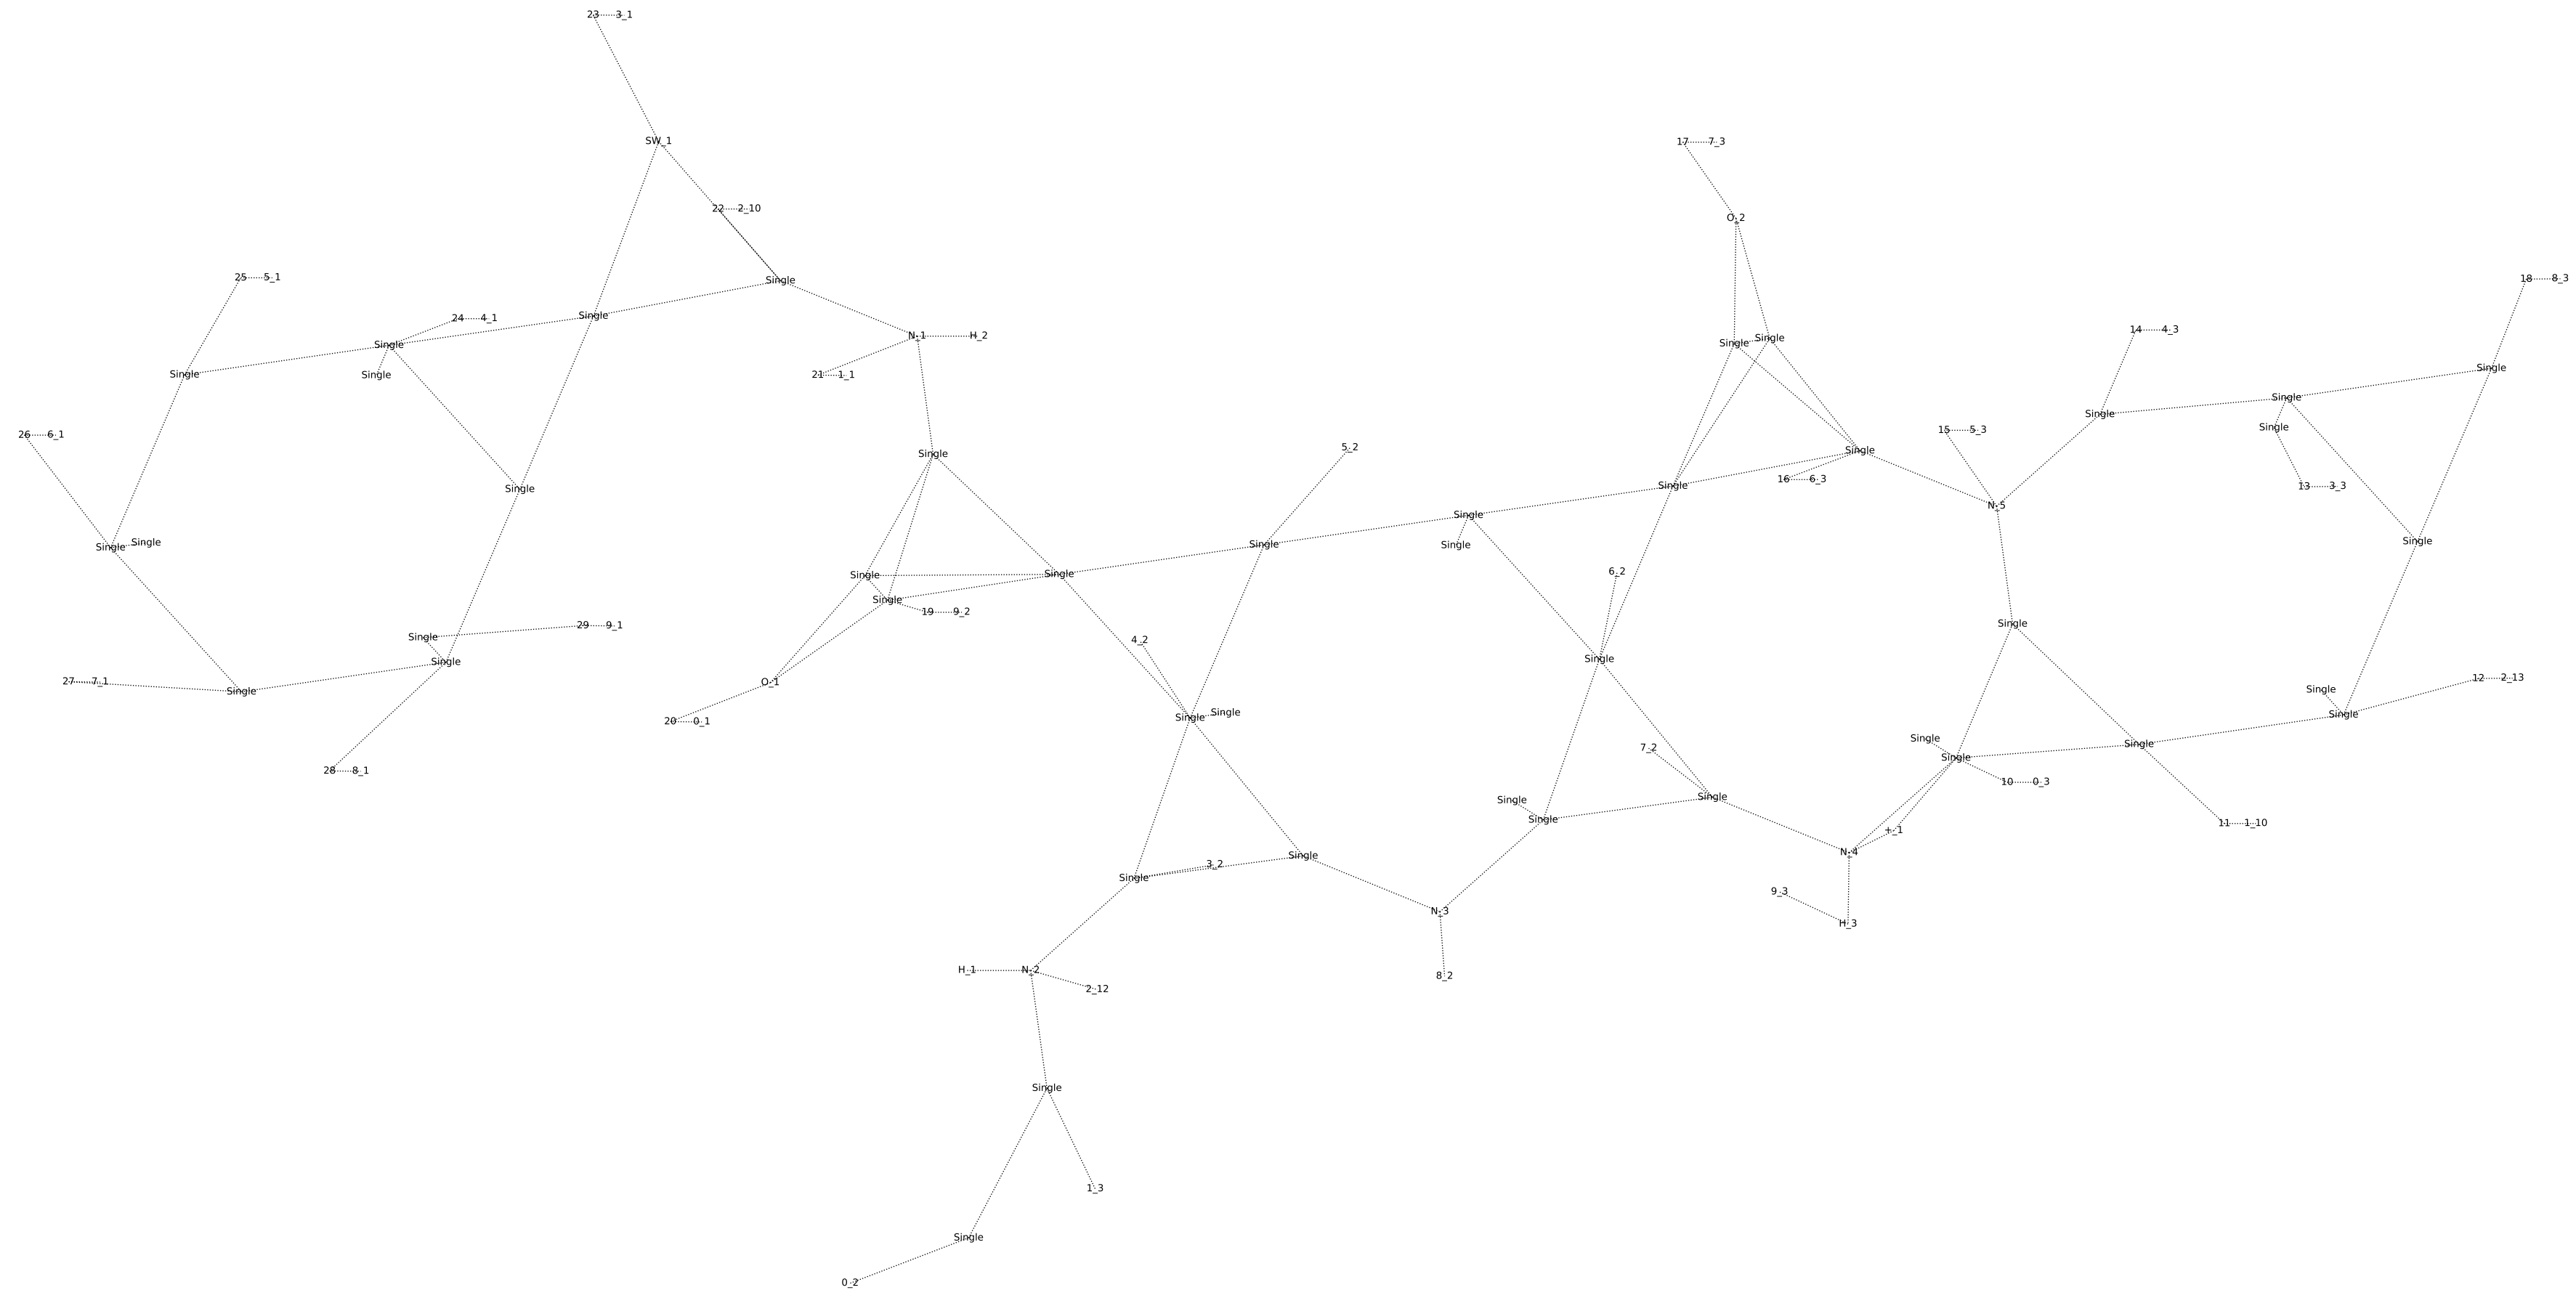 23 3_1
SW_1
17 7_3
22 2_10
O_2
25 5_1
Single
18 8_3
24 4_1
Single
14 4_3
N_1 H_2
Single Single
Single
Single
Single Single
21 1_1
Single
Single
Single
15 5_3
26 6_1
5_2
Single
Single
16 6_3
Single
Single
13 3_3
N_5
Single
Single
Single
Single
Single
Single
6_2
Single
Single
Single
19 9_2
Single
29 9_1
Single
4_2
Single
Single
27 7_1
O_1
12 2_13
Single
Single
Single
Single
Single
20 0_1
Single
Single
7_2
Single
28 8_1
10 0_3
Single
Single
Single
11 1_10
+_1
N_4
Single
3_2
Single
9_3
N_3
H_3
H_1 N_2
8_2
2_12
Single
1_3
Single
0_2